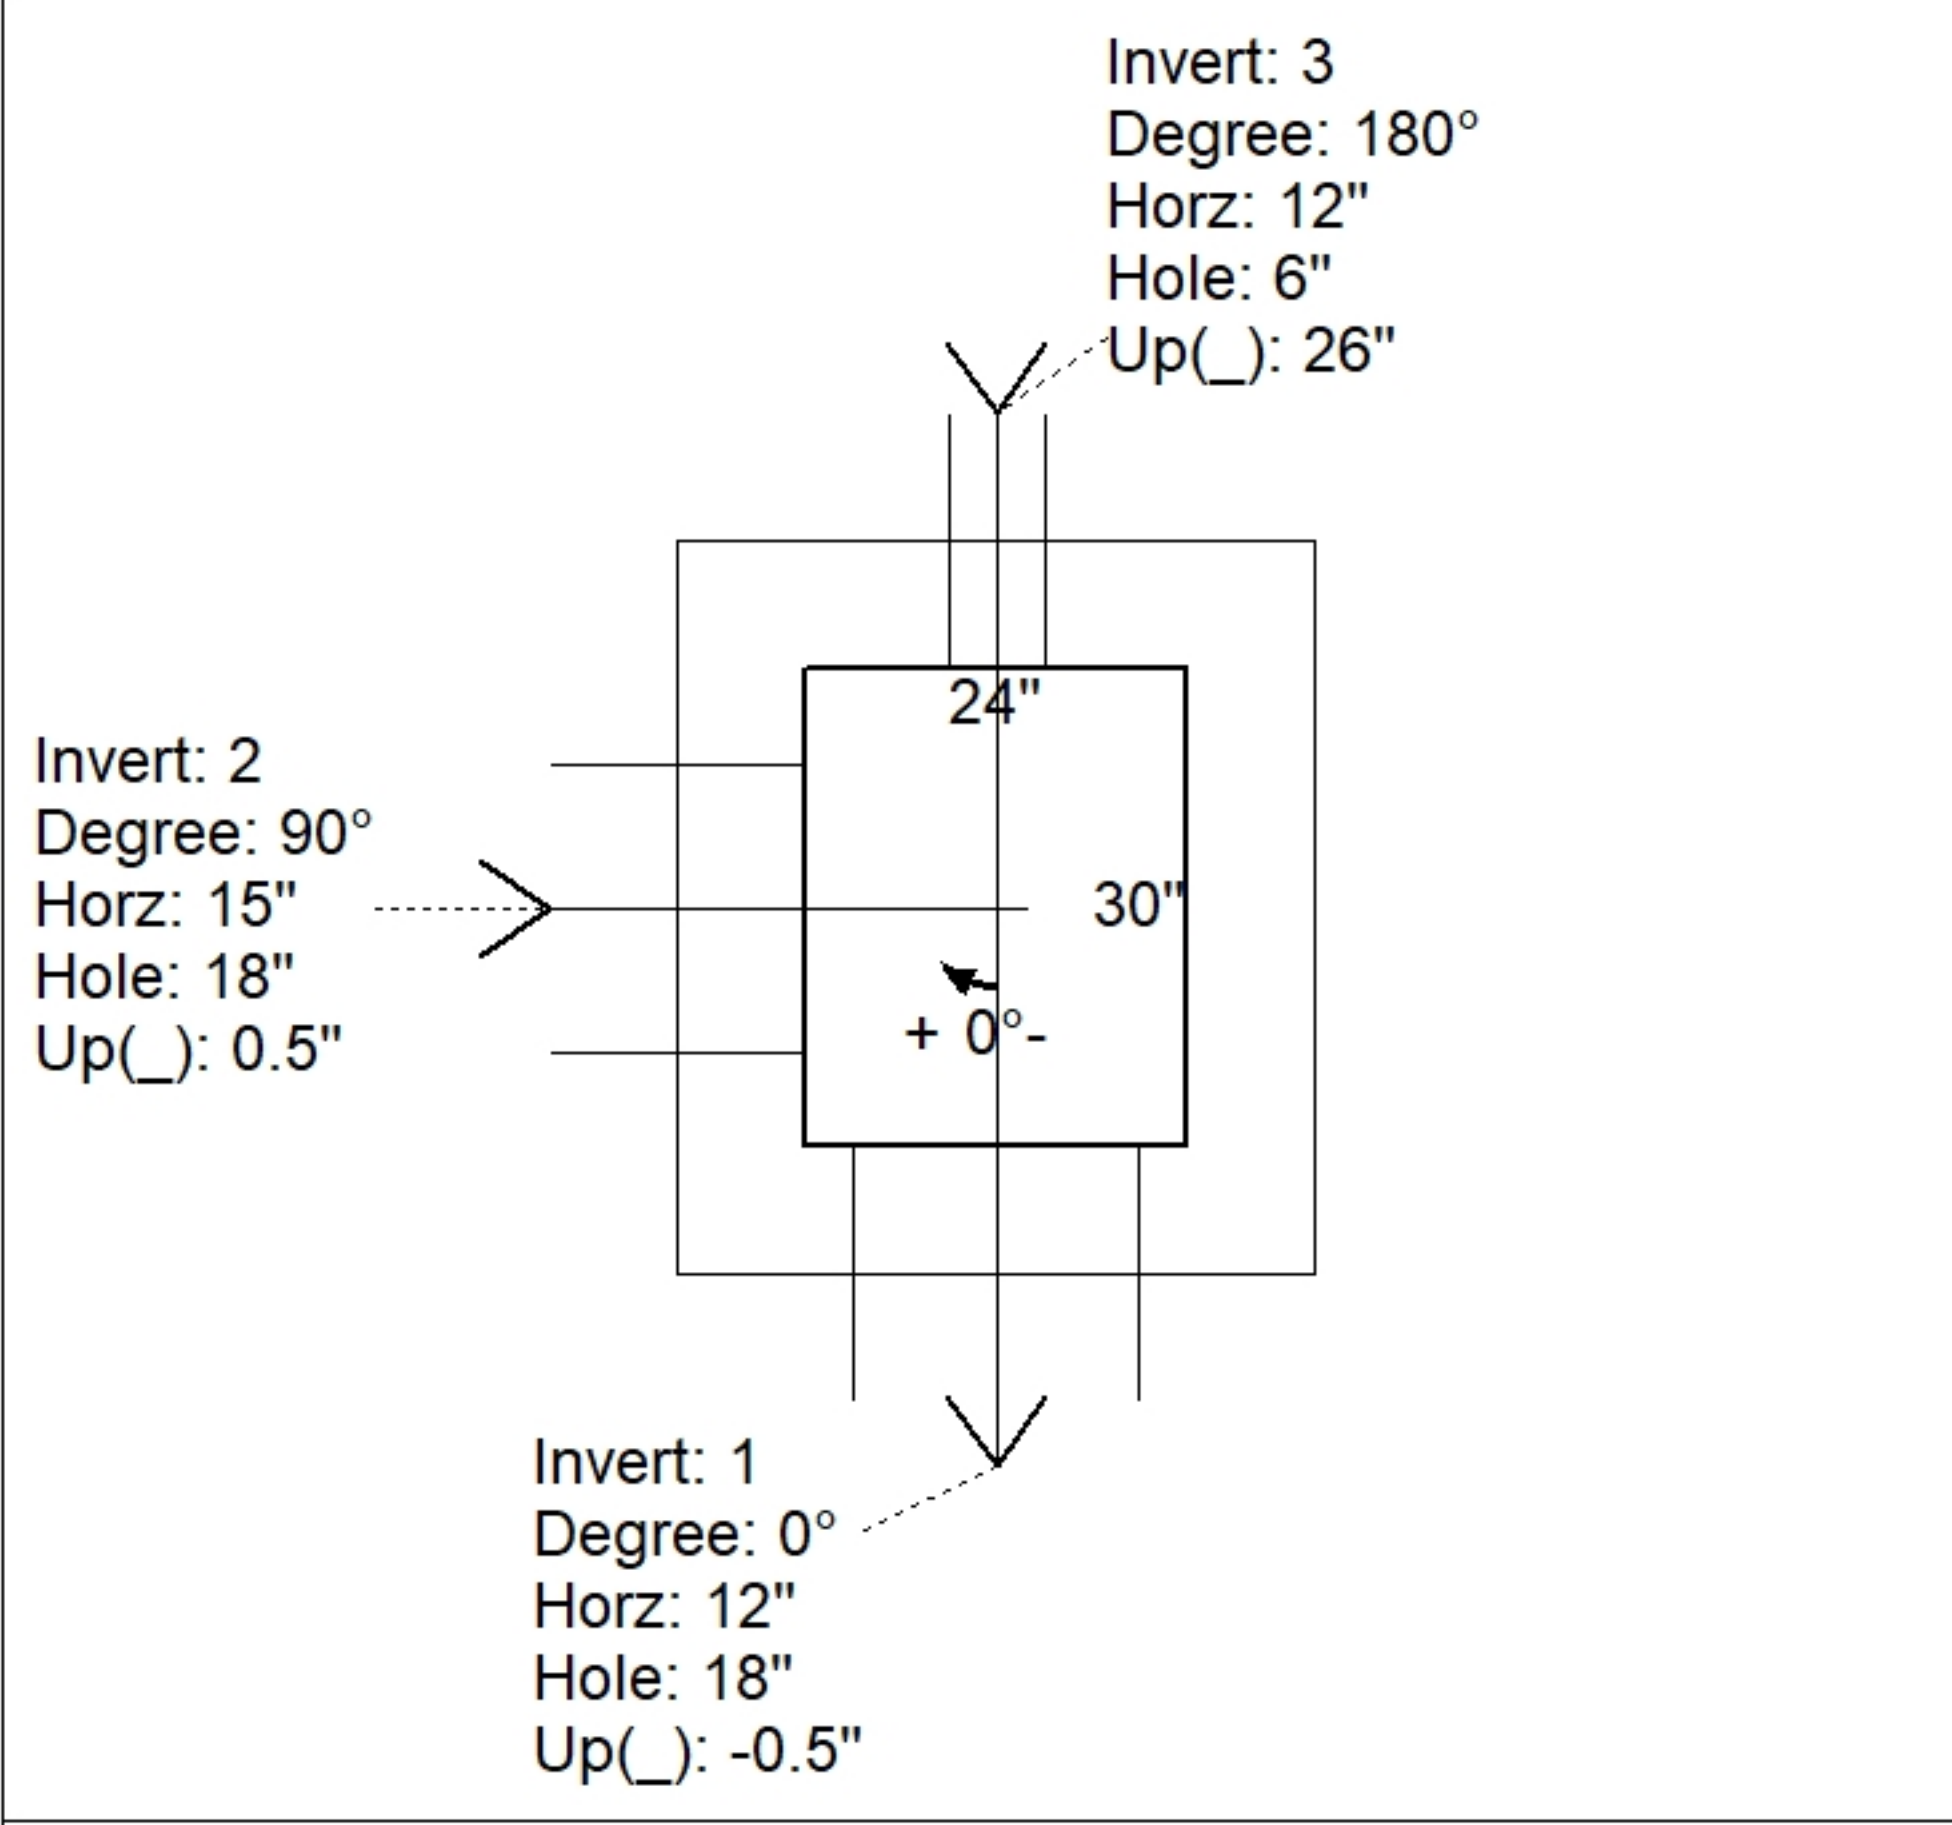 Invert: 3
Degree: 180°
Horz: 12"
Hole: 6"
Up(_): 26"
24"
Invert: 2
Degree: 90°
Horz: 15"
Hole: 18"
Up(_): 0.5"
30"
+ 0°-
Invert: 1
Degree: 0°
Horz: 12"
Hole: 18"
Up(_): -0.5"